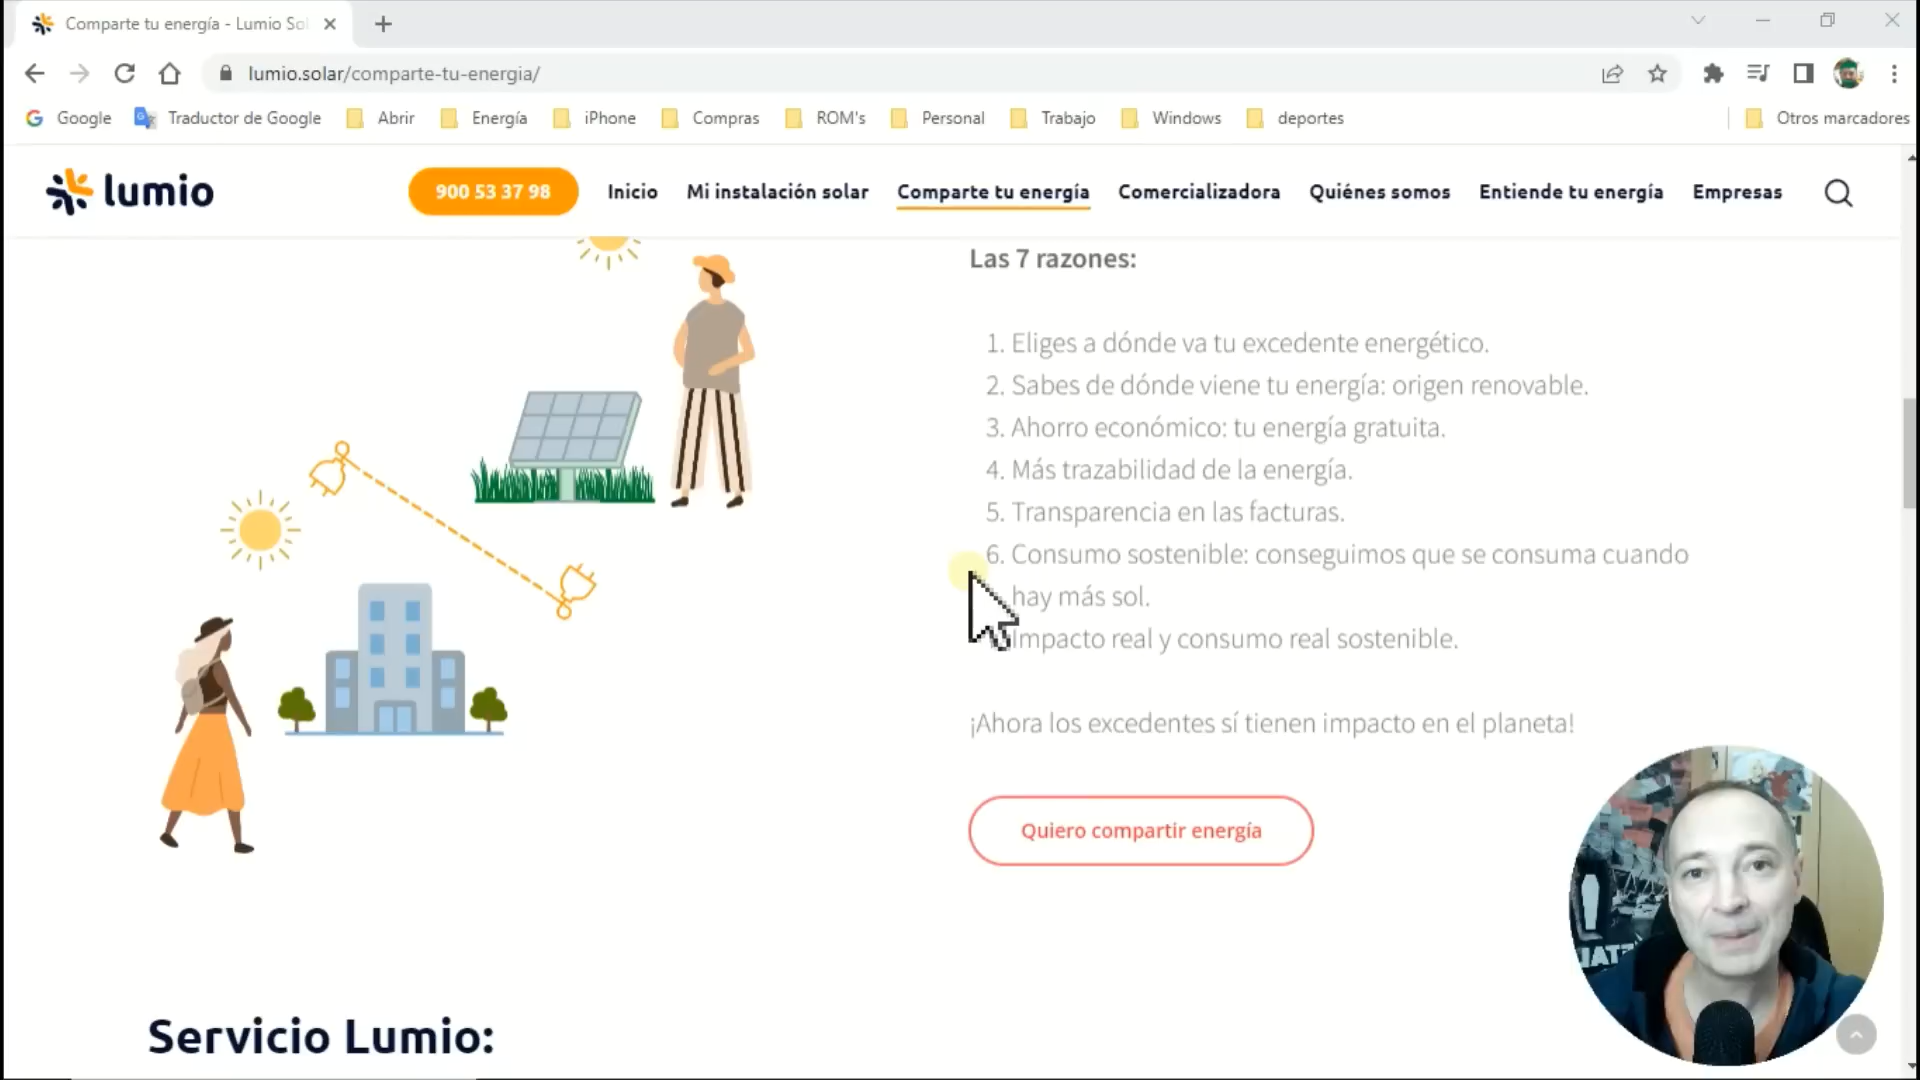 Comparte tu energía - Lumio Sol
lumio.solar/comparte-tu-energia/
Google
Traductor de Google
Abrir
Energía
iPhone
Compras
ROM's
Personal
Trabajo
Windows
deportes
Otros marcadores
lumio
900 53 37 98
Inicio
Mi instalación solar
Comparte tu energía
Comercializadora
Quiénes somos
Entiende tu energía
Empresas
Las 7 razones:
1. Eliges a dónde va tu excedente energético.
2. Sabes de dónde viene tu energía: origen renovable.
3. Ahorro económico: tu energía gratuita.
4. Más trazabilidad de la energía.
5. Transparencia en las facturas.
6. Consumo sostenible: conseguimos que se consuma cuando
hay más sol.
Impacto real y consumo real sostenible.
¡Ahora los excedentes sí tienen impacto en el planeta!
Quiero compartir energía
Servicio Lumio: